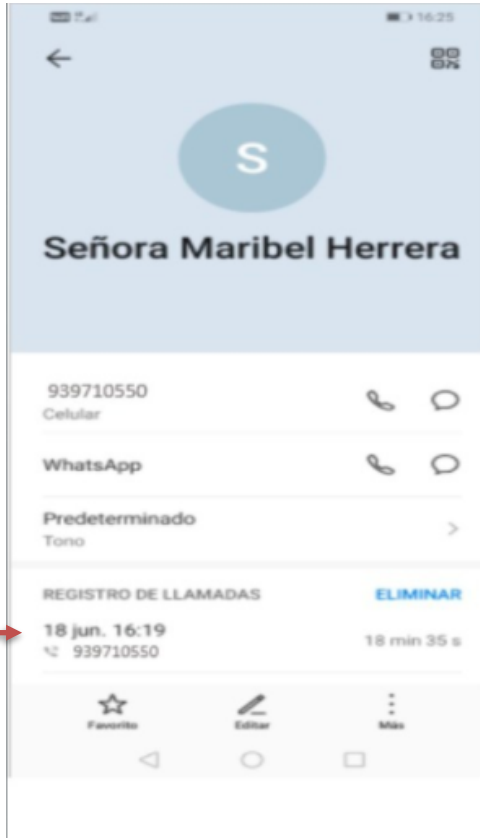 16:25
S
Señora Maribel Herrera
939710550
Celular
WhatsApp
Predeterminado
Tono
REGISTRO DE LLAMADAS ELIMINAR
18 jun. 16:19
939710550
18 min 35 s
Favorito Editar Más